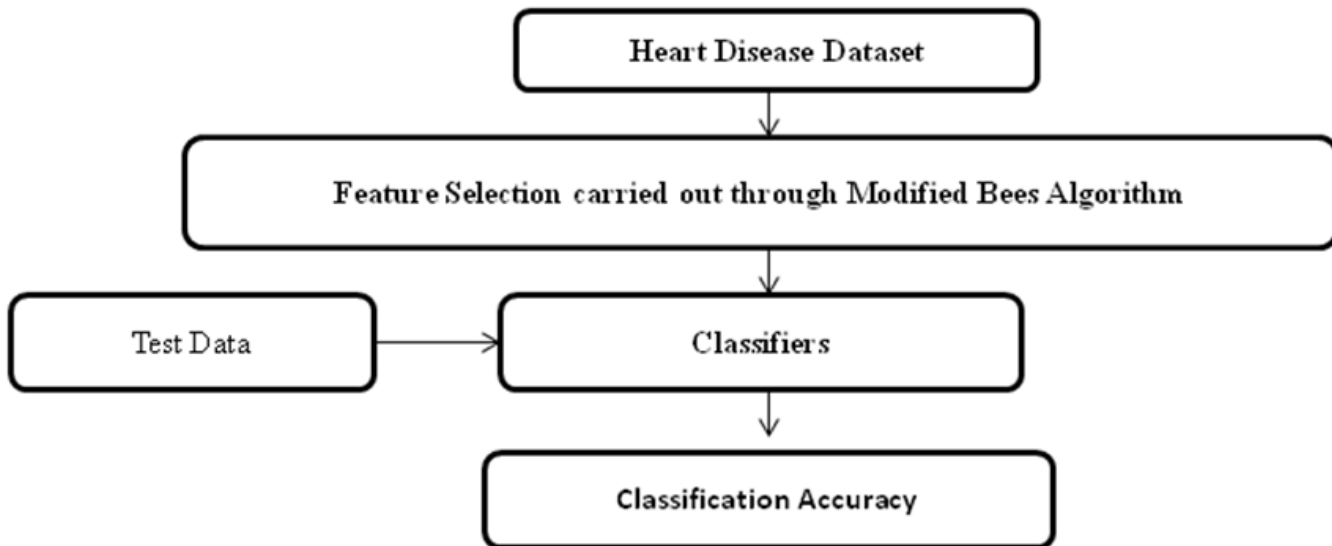 Heart Disease Dataset
Feature Selection carried out through Modified Bees Algorithm
Test Data
Classifiers
Classification Accuracy